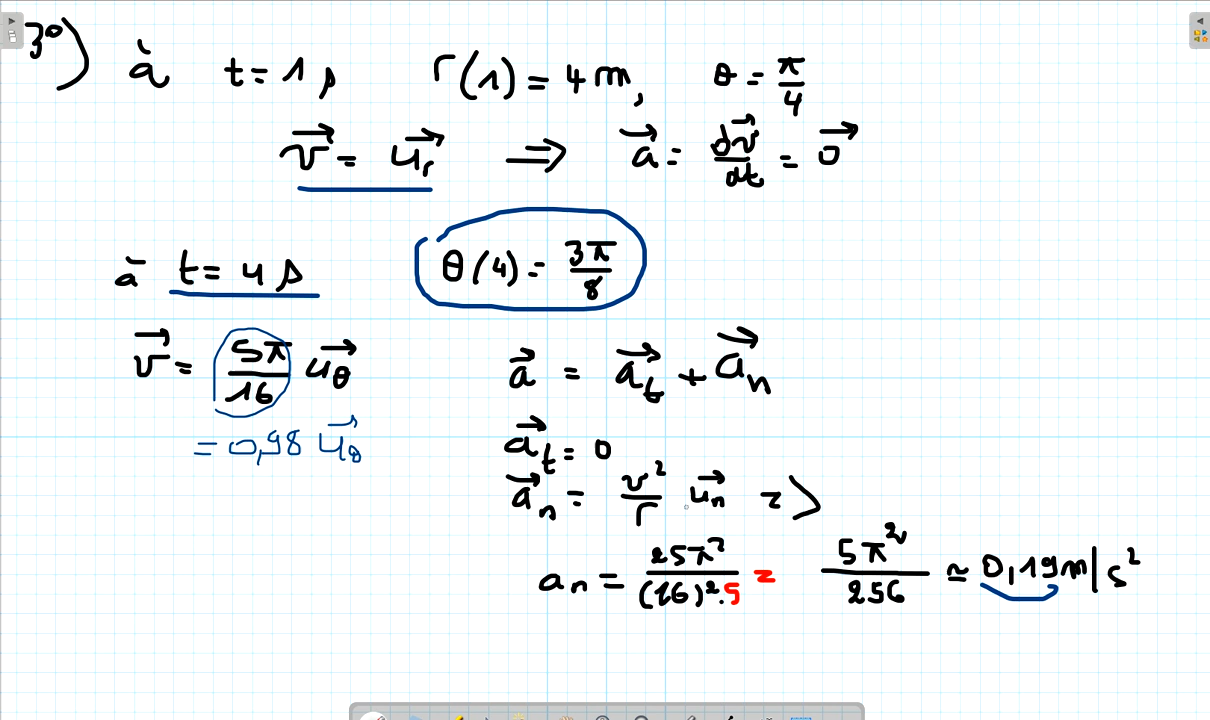 3°) à t = 1 s r(1) = 4 m, θ = π/4
v⃗ = u⃗r ⟹ a⃗ = dv⃗/dt = 0⃗
à t = 4 s θ(4) = 3π/8
v⃗ = 5π/16 u⃗θ a⃗ = a⃗t + a⃗n
= 0,98 u⃗θ a⃗t = 0
a⃗n = v²/r u⃗n =>
an = 25π²/(16)².5 = 5π²/256 ≃ 0,19 m/s²